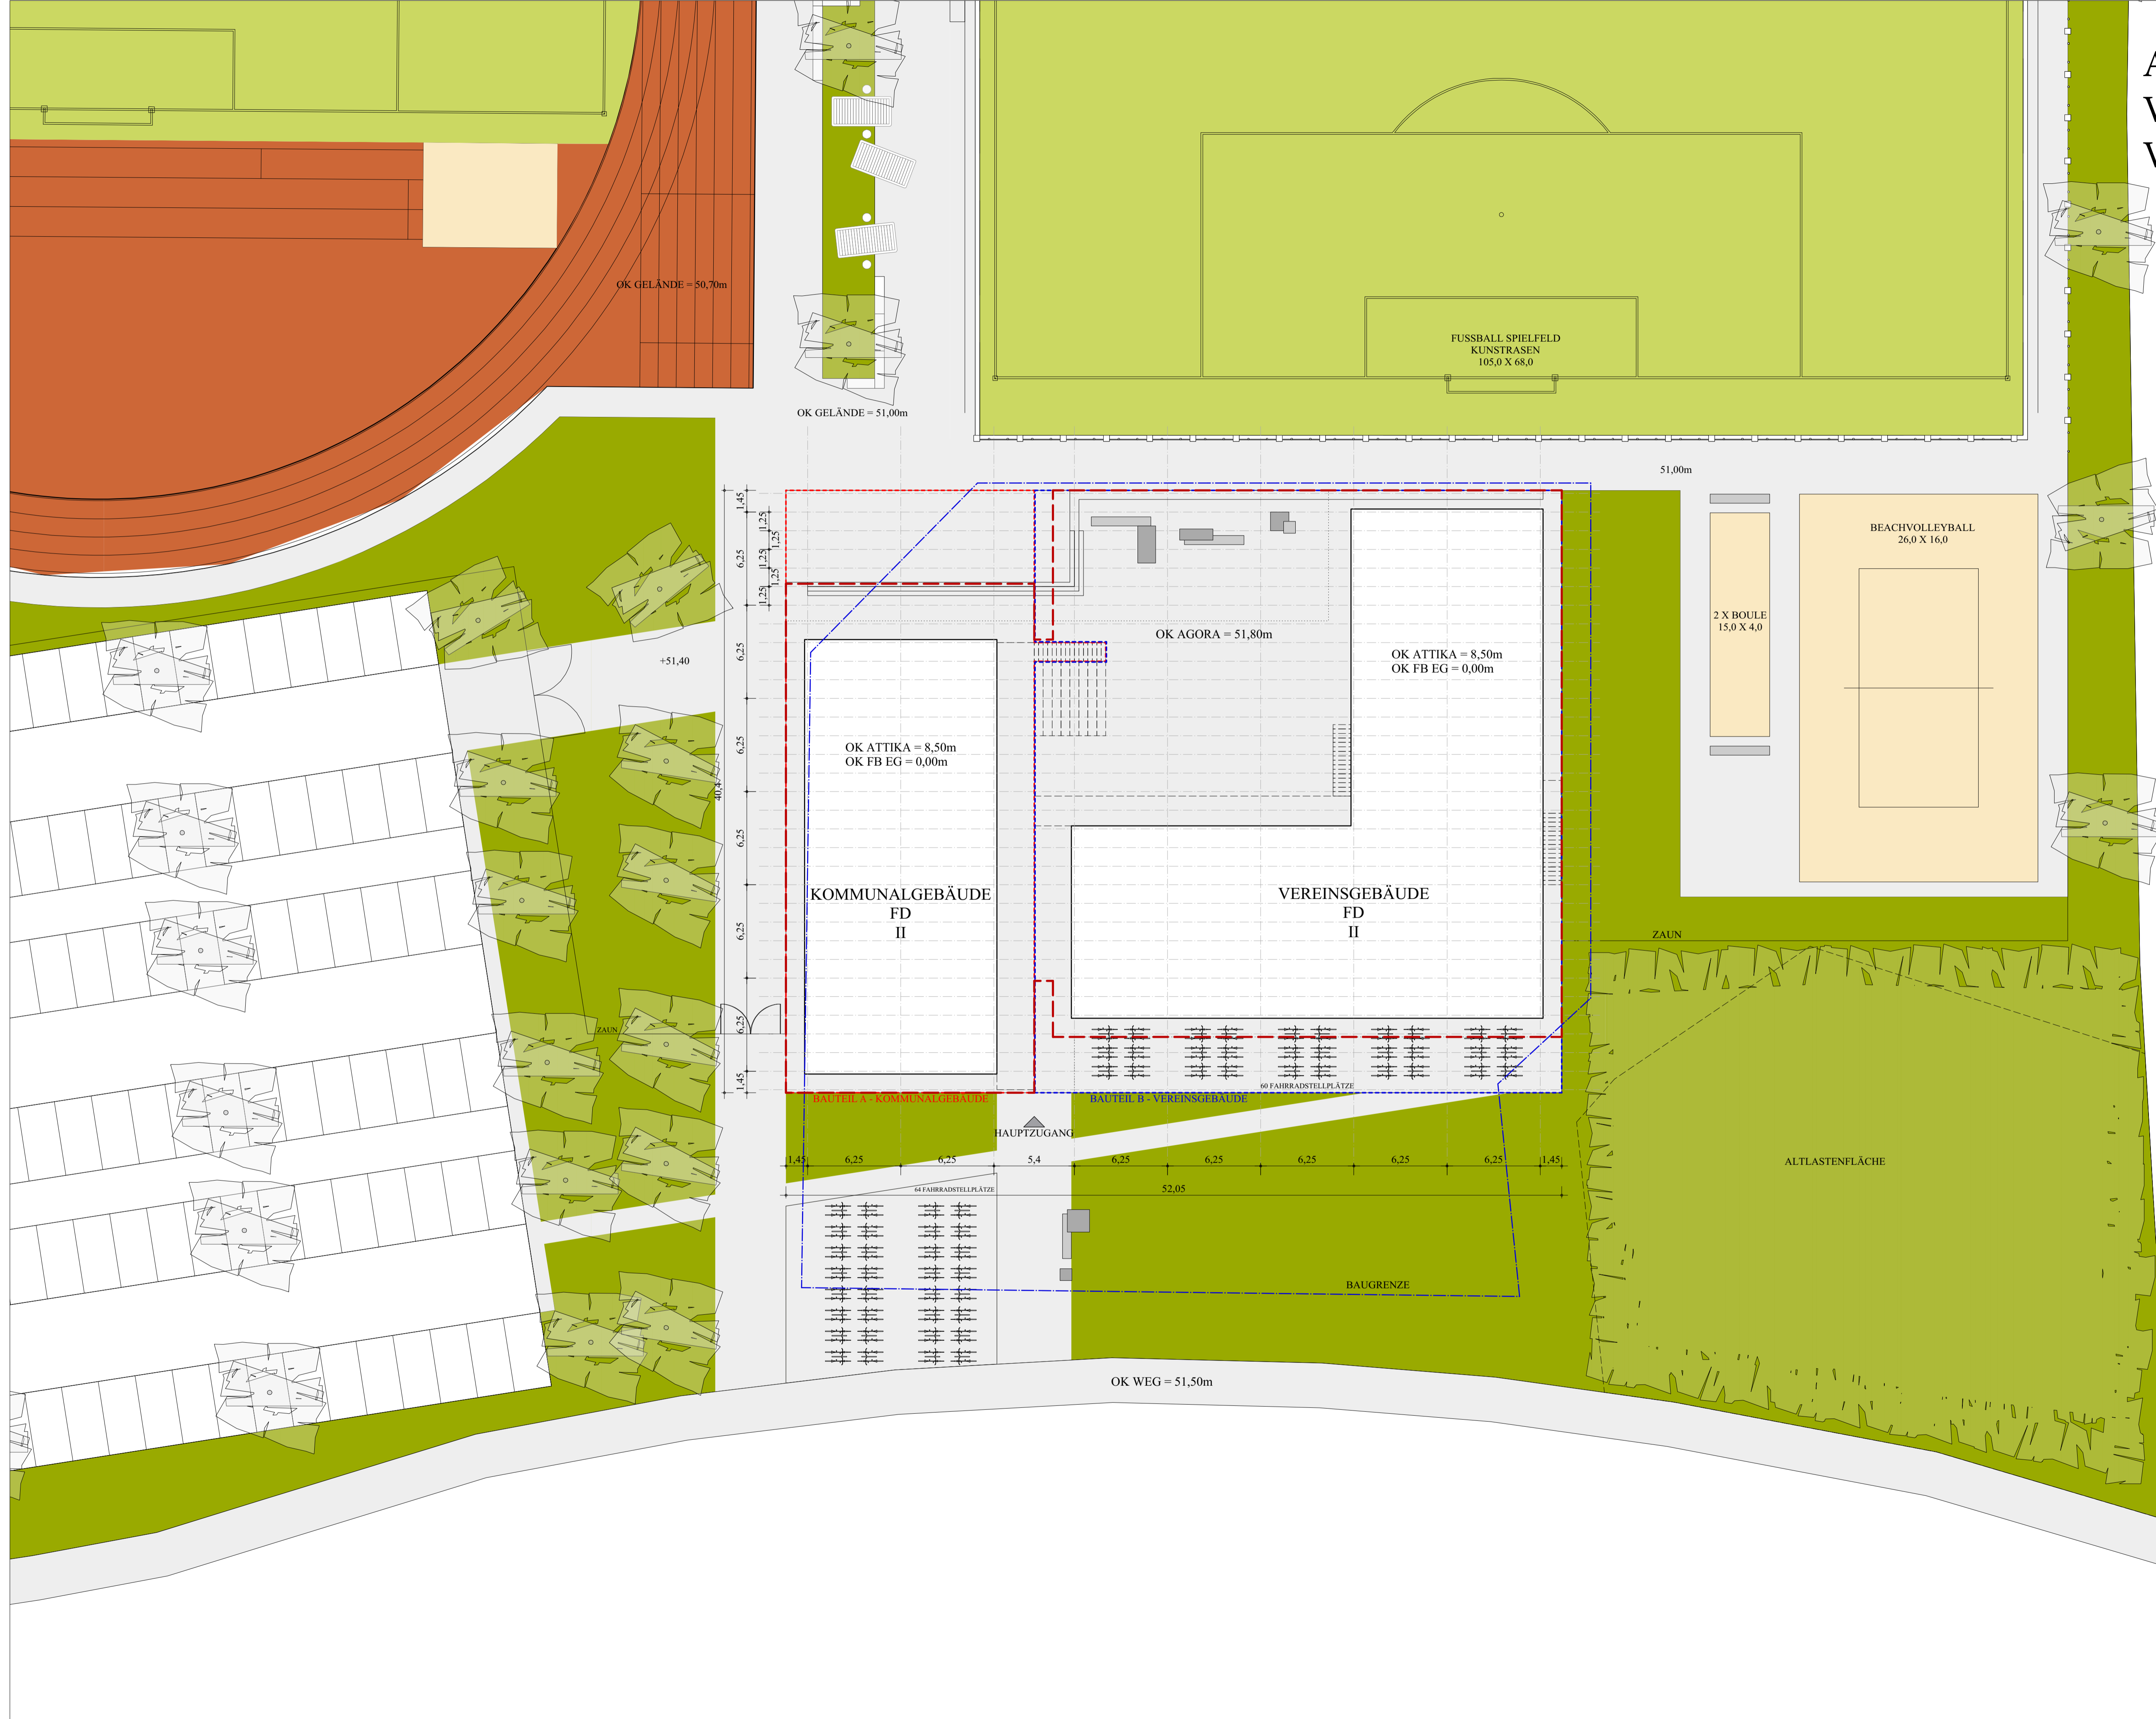 OK GELÄNDE = 50,70m
FUSSBALL SPIELFELD
KUNSTRASEN
105,0 X 68,0
OK GELÄNDE = 51,00m
51,00m
BEACHVOLLEYBALL
26,0 X 16,0
2 X BOULE
15,0 X 4,0
+51,40
OK AGORA = 51,80m
OK ATTIKA = 8,50m
OK FB EG = 0,00m
OK ATTIKA = 8,50m
OK FB EG = 0,00m
1,45
6,25
6,25
6,25
6,25
6,25
6,25
1,45
1,25
1,25
1,25
1,25
1,25
KOMMUNALGEBÄUDE
FD
II
VEREINSGEBÄUDE
FD
II
ZAUN
ZAUN
60 FAHRRADSTELLPLÄTZE
BAUTEIL A - KOMMUNALGEBÄUDE
BAUTEIL B - VEREINSGEBÄUDE
HAUPTZUGANG
1,45 6,25 6,25 5,4 6,25 6,25 6,25 6,25 6,25 1,45
52,05
64 FAHRRADSTELLPLÄTZE
ALTLASTENFLÄCHE
BAUGRENZE
OK WEG = 51,50m